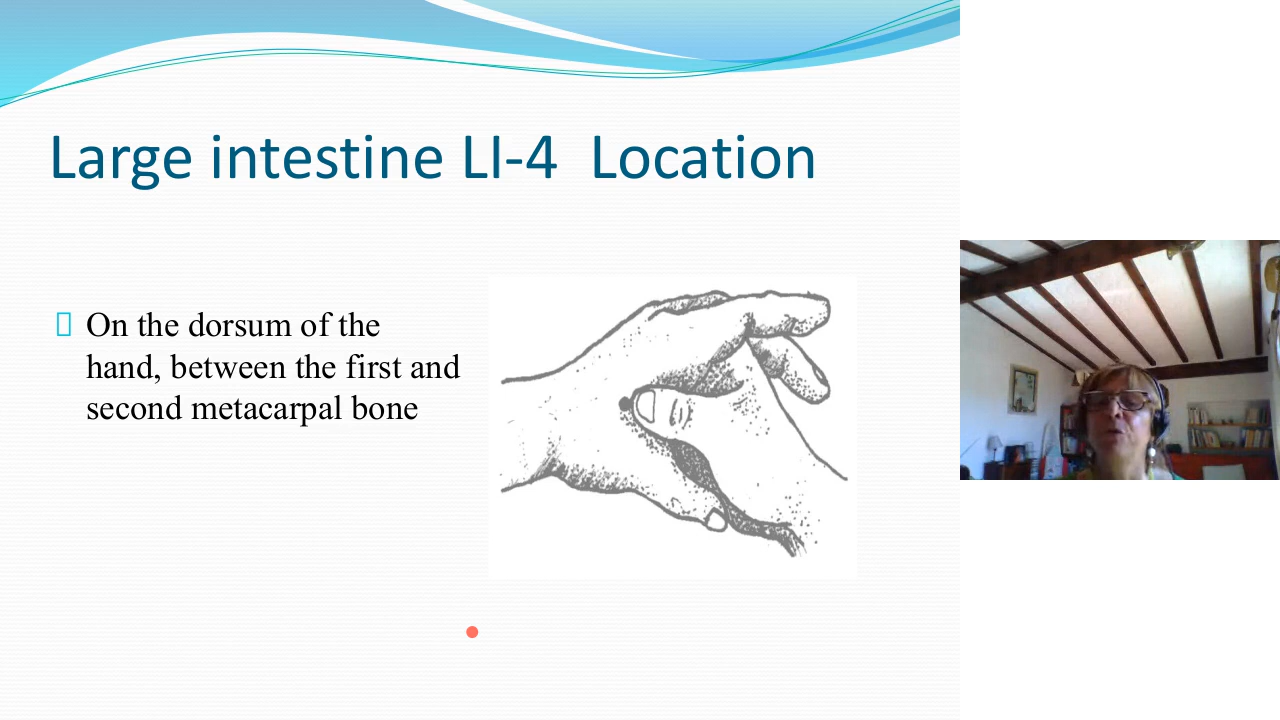 Large intestine LI-4 Location
On the dorsum of the
hand, between the first and
second metacarpal bone